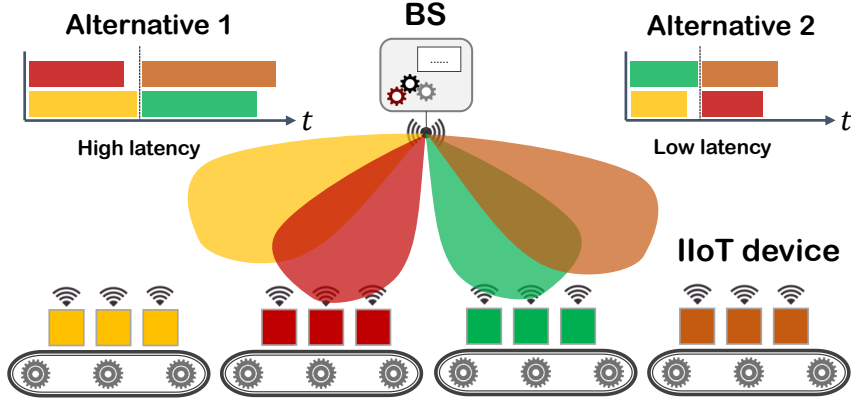 Alternative 1
BS
Alternative 2
......
t
High latency
t
Low latency
IIoT device